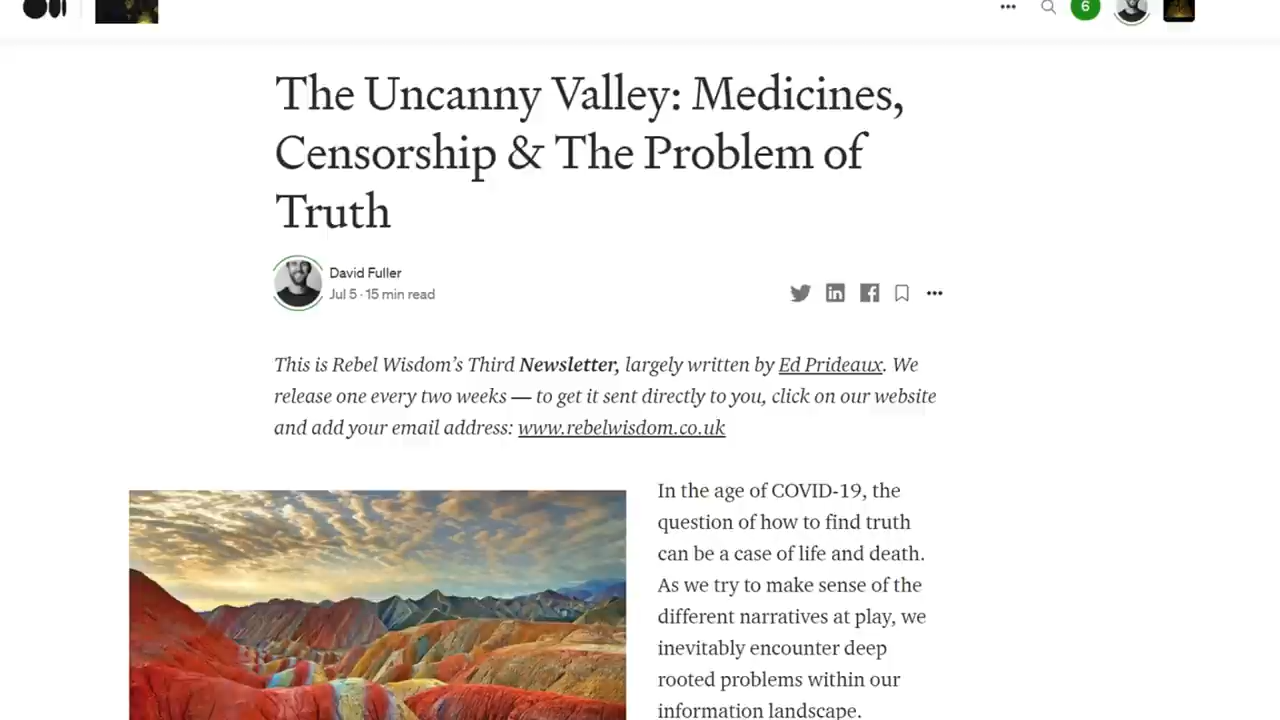 6
The Uncanny Valley: Medicines,
Censorship & The Problem of
Truth
David Fuller
Jul 5 · 15 min read
This is Rebel Wisdom’s Third Newsletter, largely written by Ed Prideaux. We
release one every two weeks — to get it sent directly to you, click on our website
and add your email address: www.rebelwisdom.co.uk
In the age of COVID-19, the
question of how to find truth
can be a case of life and death.
As we try to make sense of the
different narratives at play, we
inevitably encounter deep
rooted problems within our
information landscape.